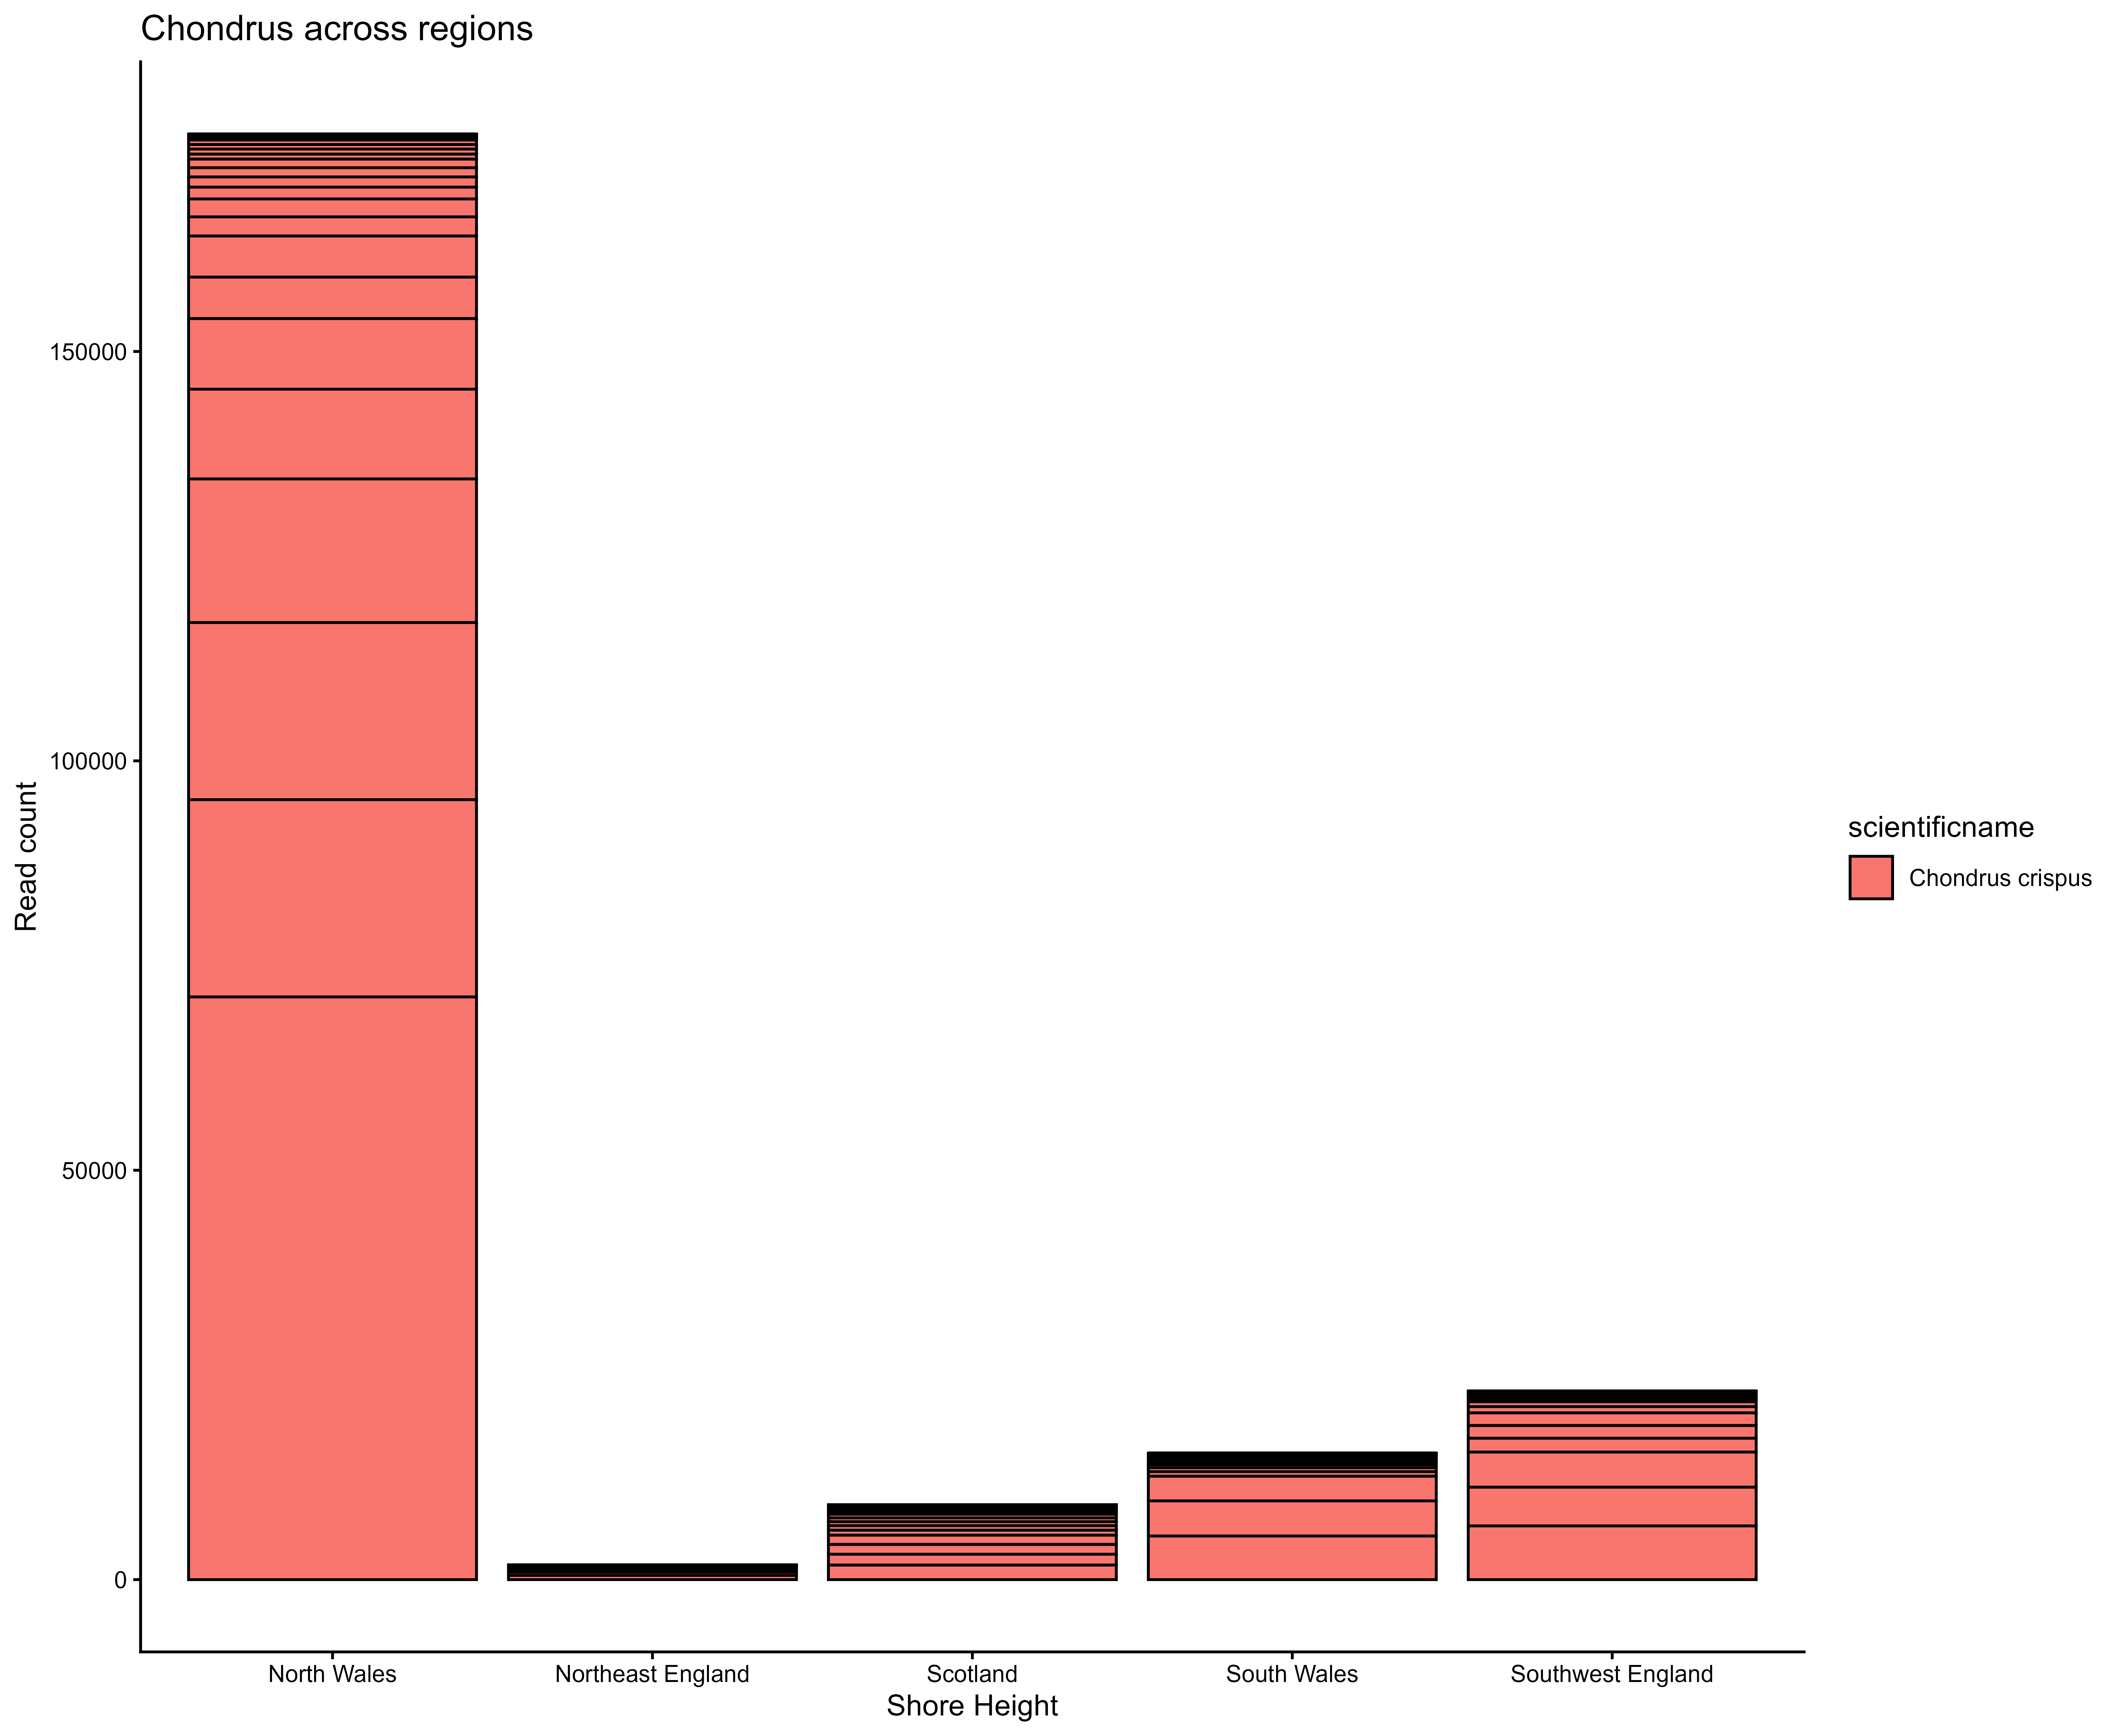 Chondrus across regions
150000
100000
50000
0
Read count
North Wales
Northeast England
Scotland
South Wales
Southwest England
Shore Height
scientificname
Chondrus crispus